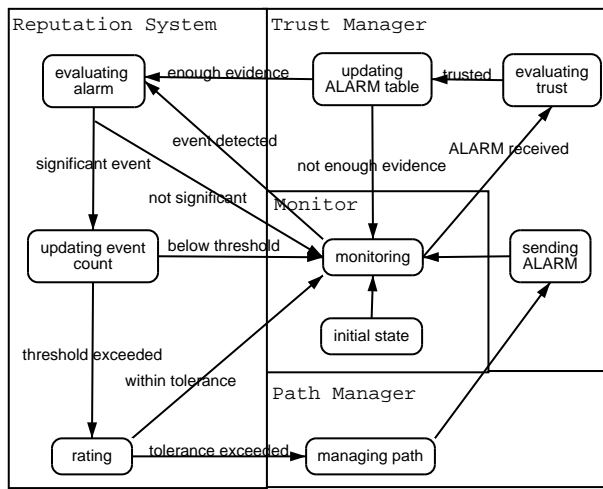 Reputation System
Trust Manager
evaluating
alarm
enough evidence
updating
ALARM table
trusted
evaluating
trust
event detected
significant event
not enough evidence
ALARM received
not significant
Monitor
updating event
count
below threshold
monitoring
sending
ALARM
initial state
threshold exceeded
within tolerance
Path Manager
rating
tolerance exceeded
managing path